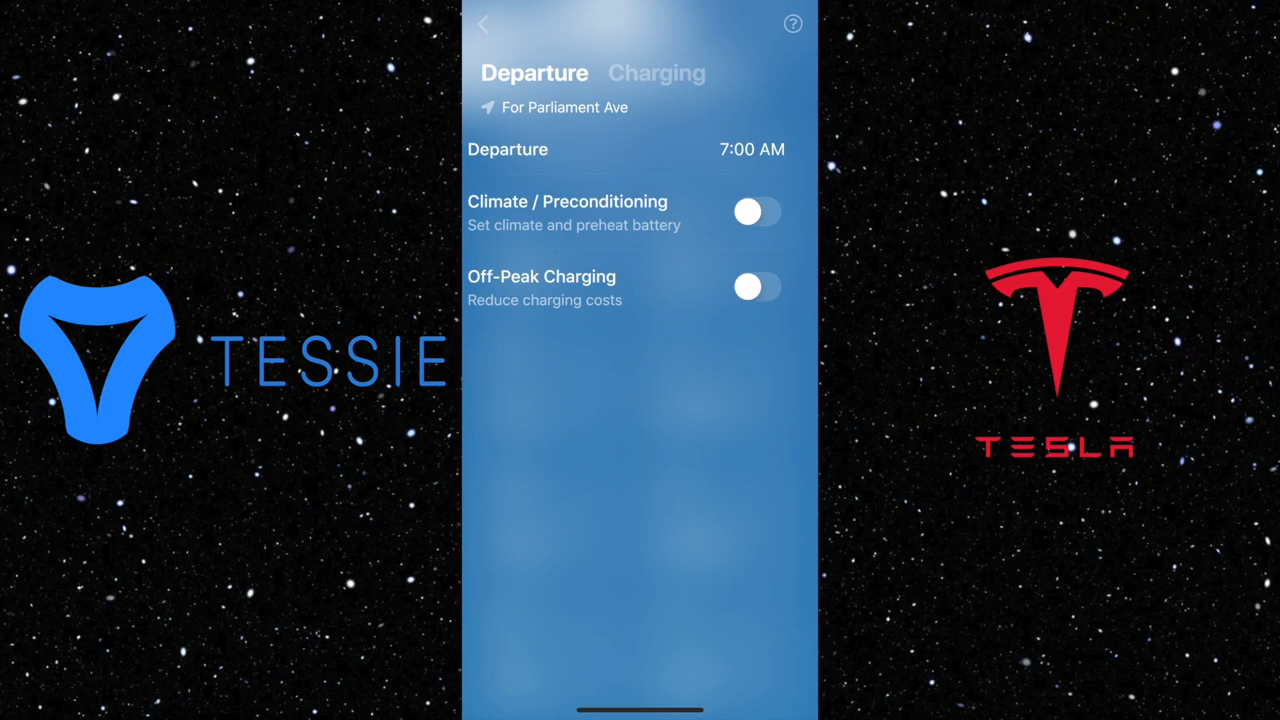 Departure Charging
For Parliament Ave
Departure 7:00 AM
Climate / Preconditioning
Set climate and preheat battery
Off-Peak Charging
Reduce charging costs
TESSIE
TESLA